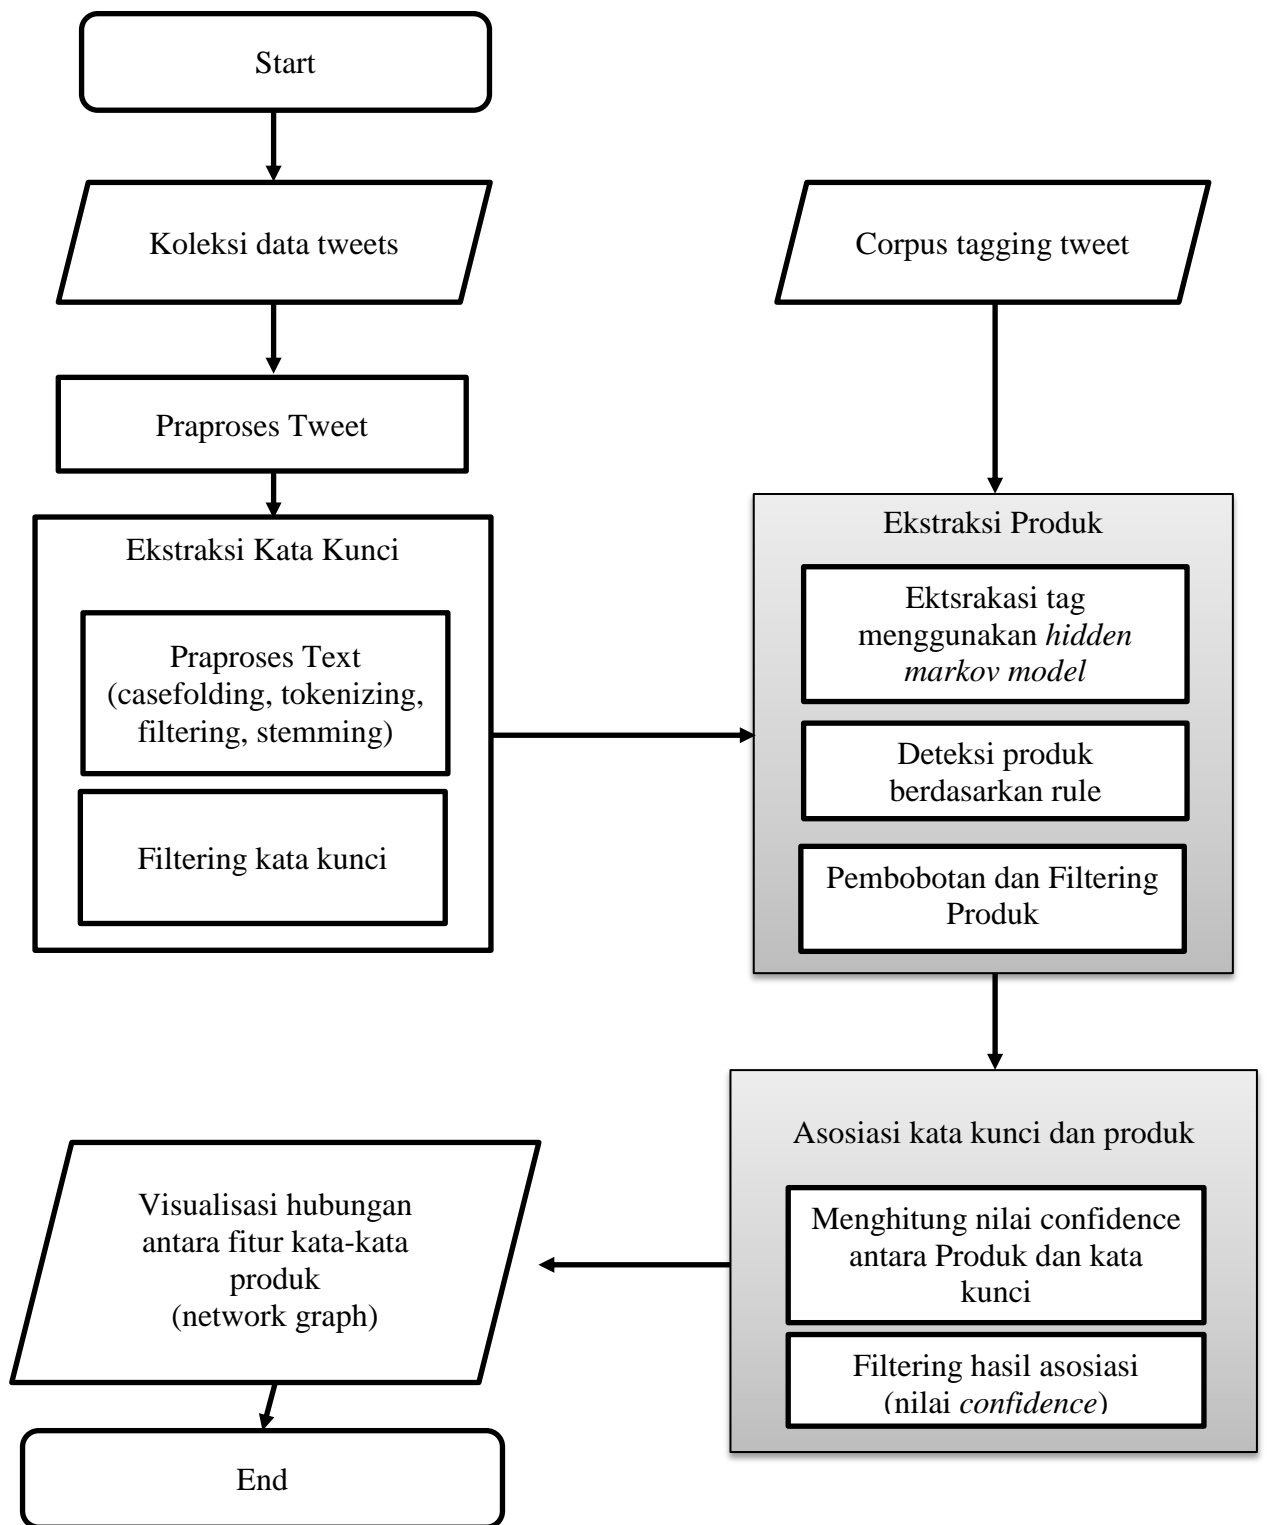 Start
Koleksi data tweets
Corpus tagging tweet
Praproses Tweet
Ekstraksi Kata Kunci
Praproses Text
(casefolding, tokenizing,
filtering, stemming)
Filtering kata kunci
Ekstraksi Produk
Ektsrakasi tag
menggunakan hidden
markov model
Deteksi produk
berdasarkan rule
Pembobotan dan Filtering
Produk
Asosiasi kata kunci dan produk
Menghitung nilai confidence
antara Produk dan kata
kunci
Filtering hasil asosiasi
(nilai confidence)
Visualisasi hubungan
antara fitur kata-kata
produk
(network graph)
End